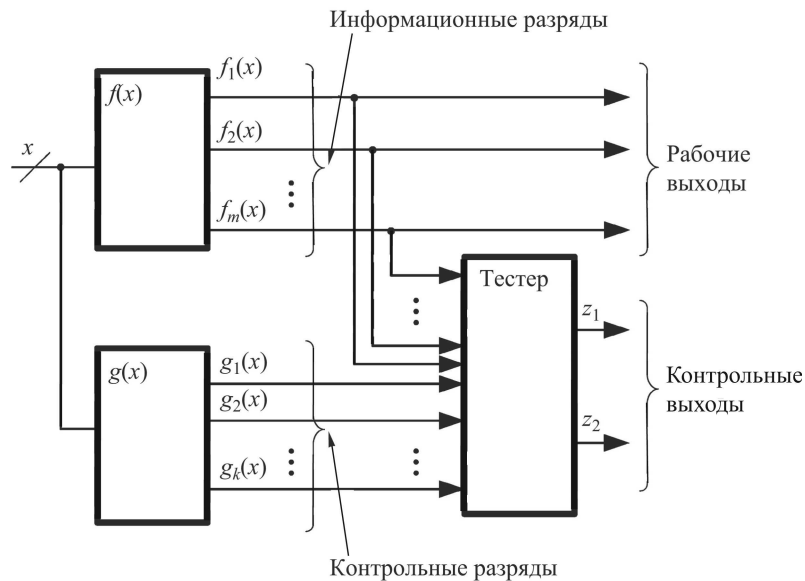 Информационные разряды
f(x)
f₁(x)
f₂(x)
fₘ(x)
x
Рабочие
выходы
Тестер
z₁
z₂
Контрольные
выходы
g(x)
g₁(x)
g₂(x)
gₖ(x)
Контрольные разряды